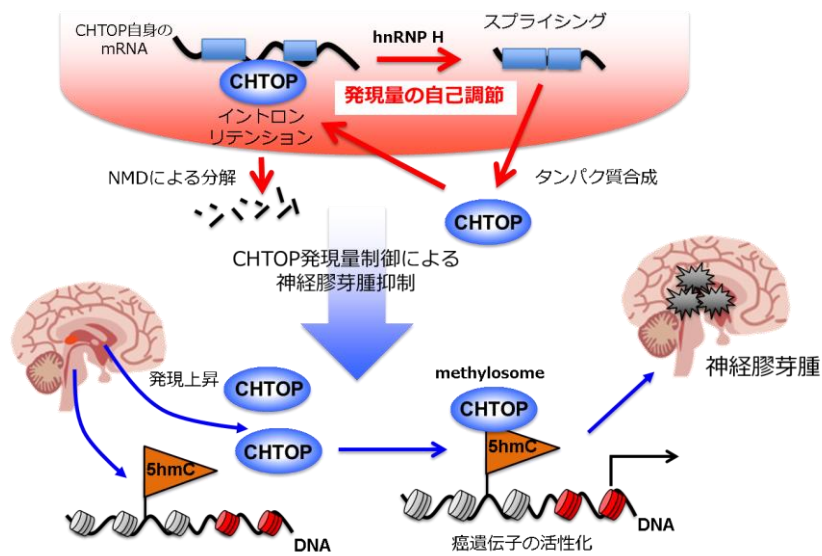 CHTOP自身の
mRNA
hnRNP H
スプライシング
CHTOP
発現量の自己調節
イントロン
リテンション
NMDによる分解
タンパク質合成
CHTOP
CHTOP発現量制御による
神経膠芽腫抑制
発現上昇
CHTOP
CHTOP
5hmC
DNA
methylosome
CHTOP
5hmC
DNA
癌遺伝子の活性化
神経膠芽腫